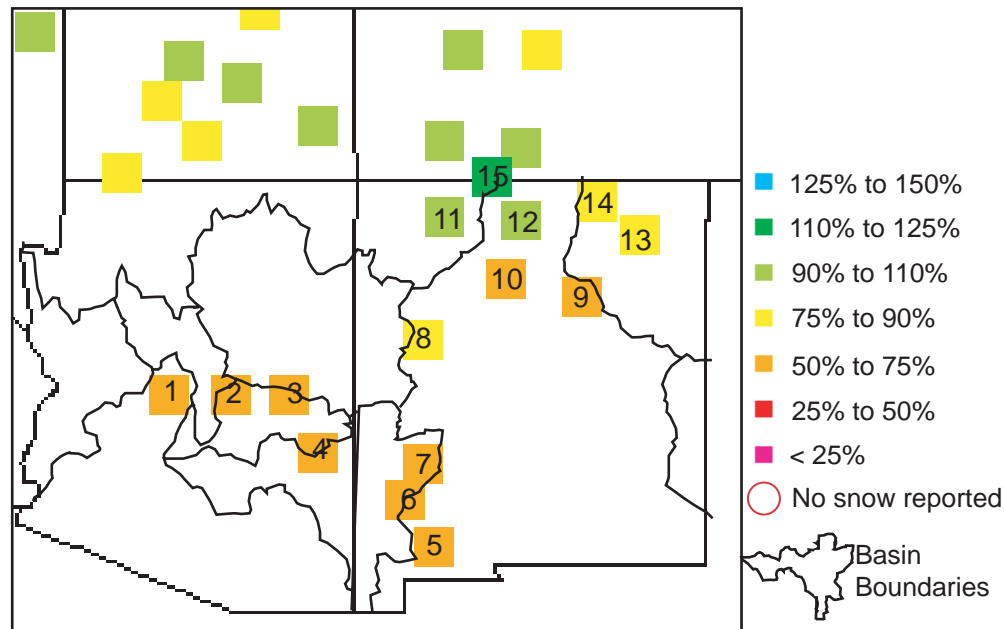 15
14
11
12
13
10
9
8
1
2
3
4
7
6
5
125% to 150%
110% to 125%
90% to 110%
75% to 90%
50% to 75%
25% to 50%
< 25%
No snow reported
Basin
Boundaries